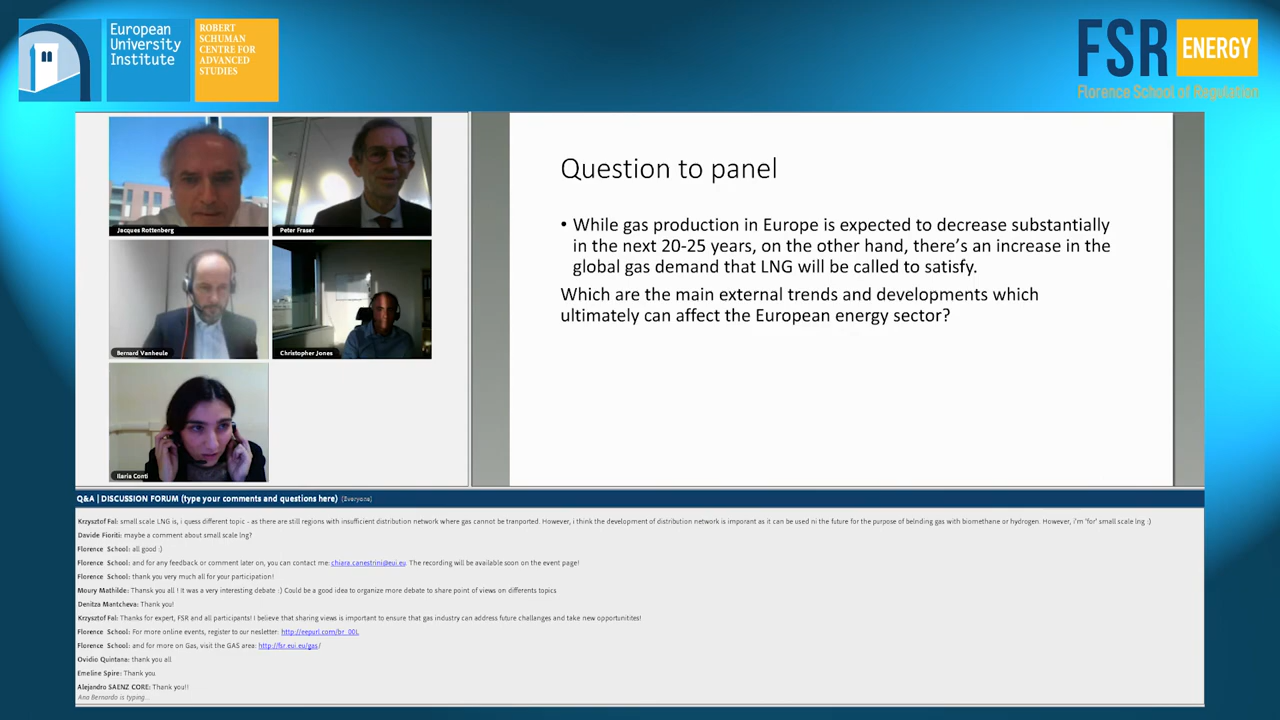 European
University
Institute
ROBERT
SCHUMAN
CENTRE FOR
ADVANCED
STUDIES
FSR ENERGY
Florence School of Regulation
Jacques Rottenberg
Peter Fraser
Bernard Vanheule
Christopher Jones
Ilaria Conti
Question to panel
• While gas production in Europe is expected to decrease substantially
in the next 20-25 years, on the other hand, there's an increase in the
global gas demand that LNG will be called to satisfy.
Which are the main external trends and developments which
ultimately can affect the European energy sector?
Q&A | DISCUSSION FORUM (type your comments and questions here) (Everyone)
Krzysztof Fal: small scale LNG is, i quess different topic - as there are still regions with insufficient distribution network where gas cannot be tranported. However, i think the development of distribution network is imporant as it can be used ni the future for the purpose of belnding gas with biomethane or hydrogen. However, i'm 'for' small scale lng :)
Davide Fioriti: maybe a comment about small scale lng?
Florence School: all good :)
Florence School: and for any feedback or comment later on, you can contact me: chiara.canestrini@eui.eu. The recording will be available soon on the event page!
Florence School: thank you very much all for your participation!
Moury Mathilde: Thansk you all ! It was a very interesting debate :) Could be a good idea to organize more debate to share point of views on differents topics
Denitza Mantcheva: Thank you!
Krzysztof Fal: Thanks for expert, FSR and all participants! I believe that sharing views is important to ensure that gas industry can address future challenges and take new opportunitites!
Florence School: For more online events, register to our nesletter: http://eepurl.com/br_00L
Florence School: and for more on Gas, visit the GAS area: http://fsr.eui.eu/gas/
Ovidio Quintana: thank you all
Emeline Spire: Thank you
Alejandro SAENZ CORE: Thank you!!
Ana Bernardo is typing...